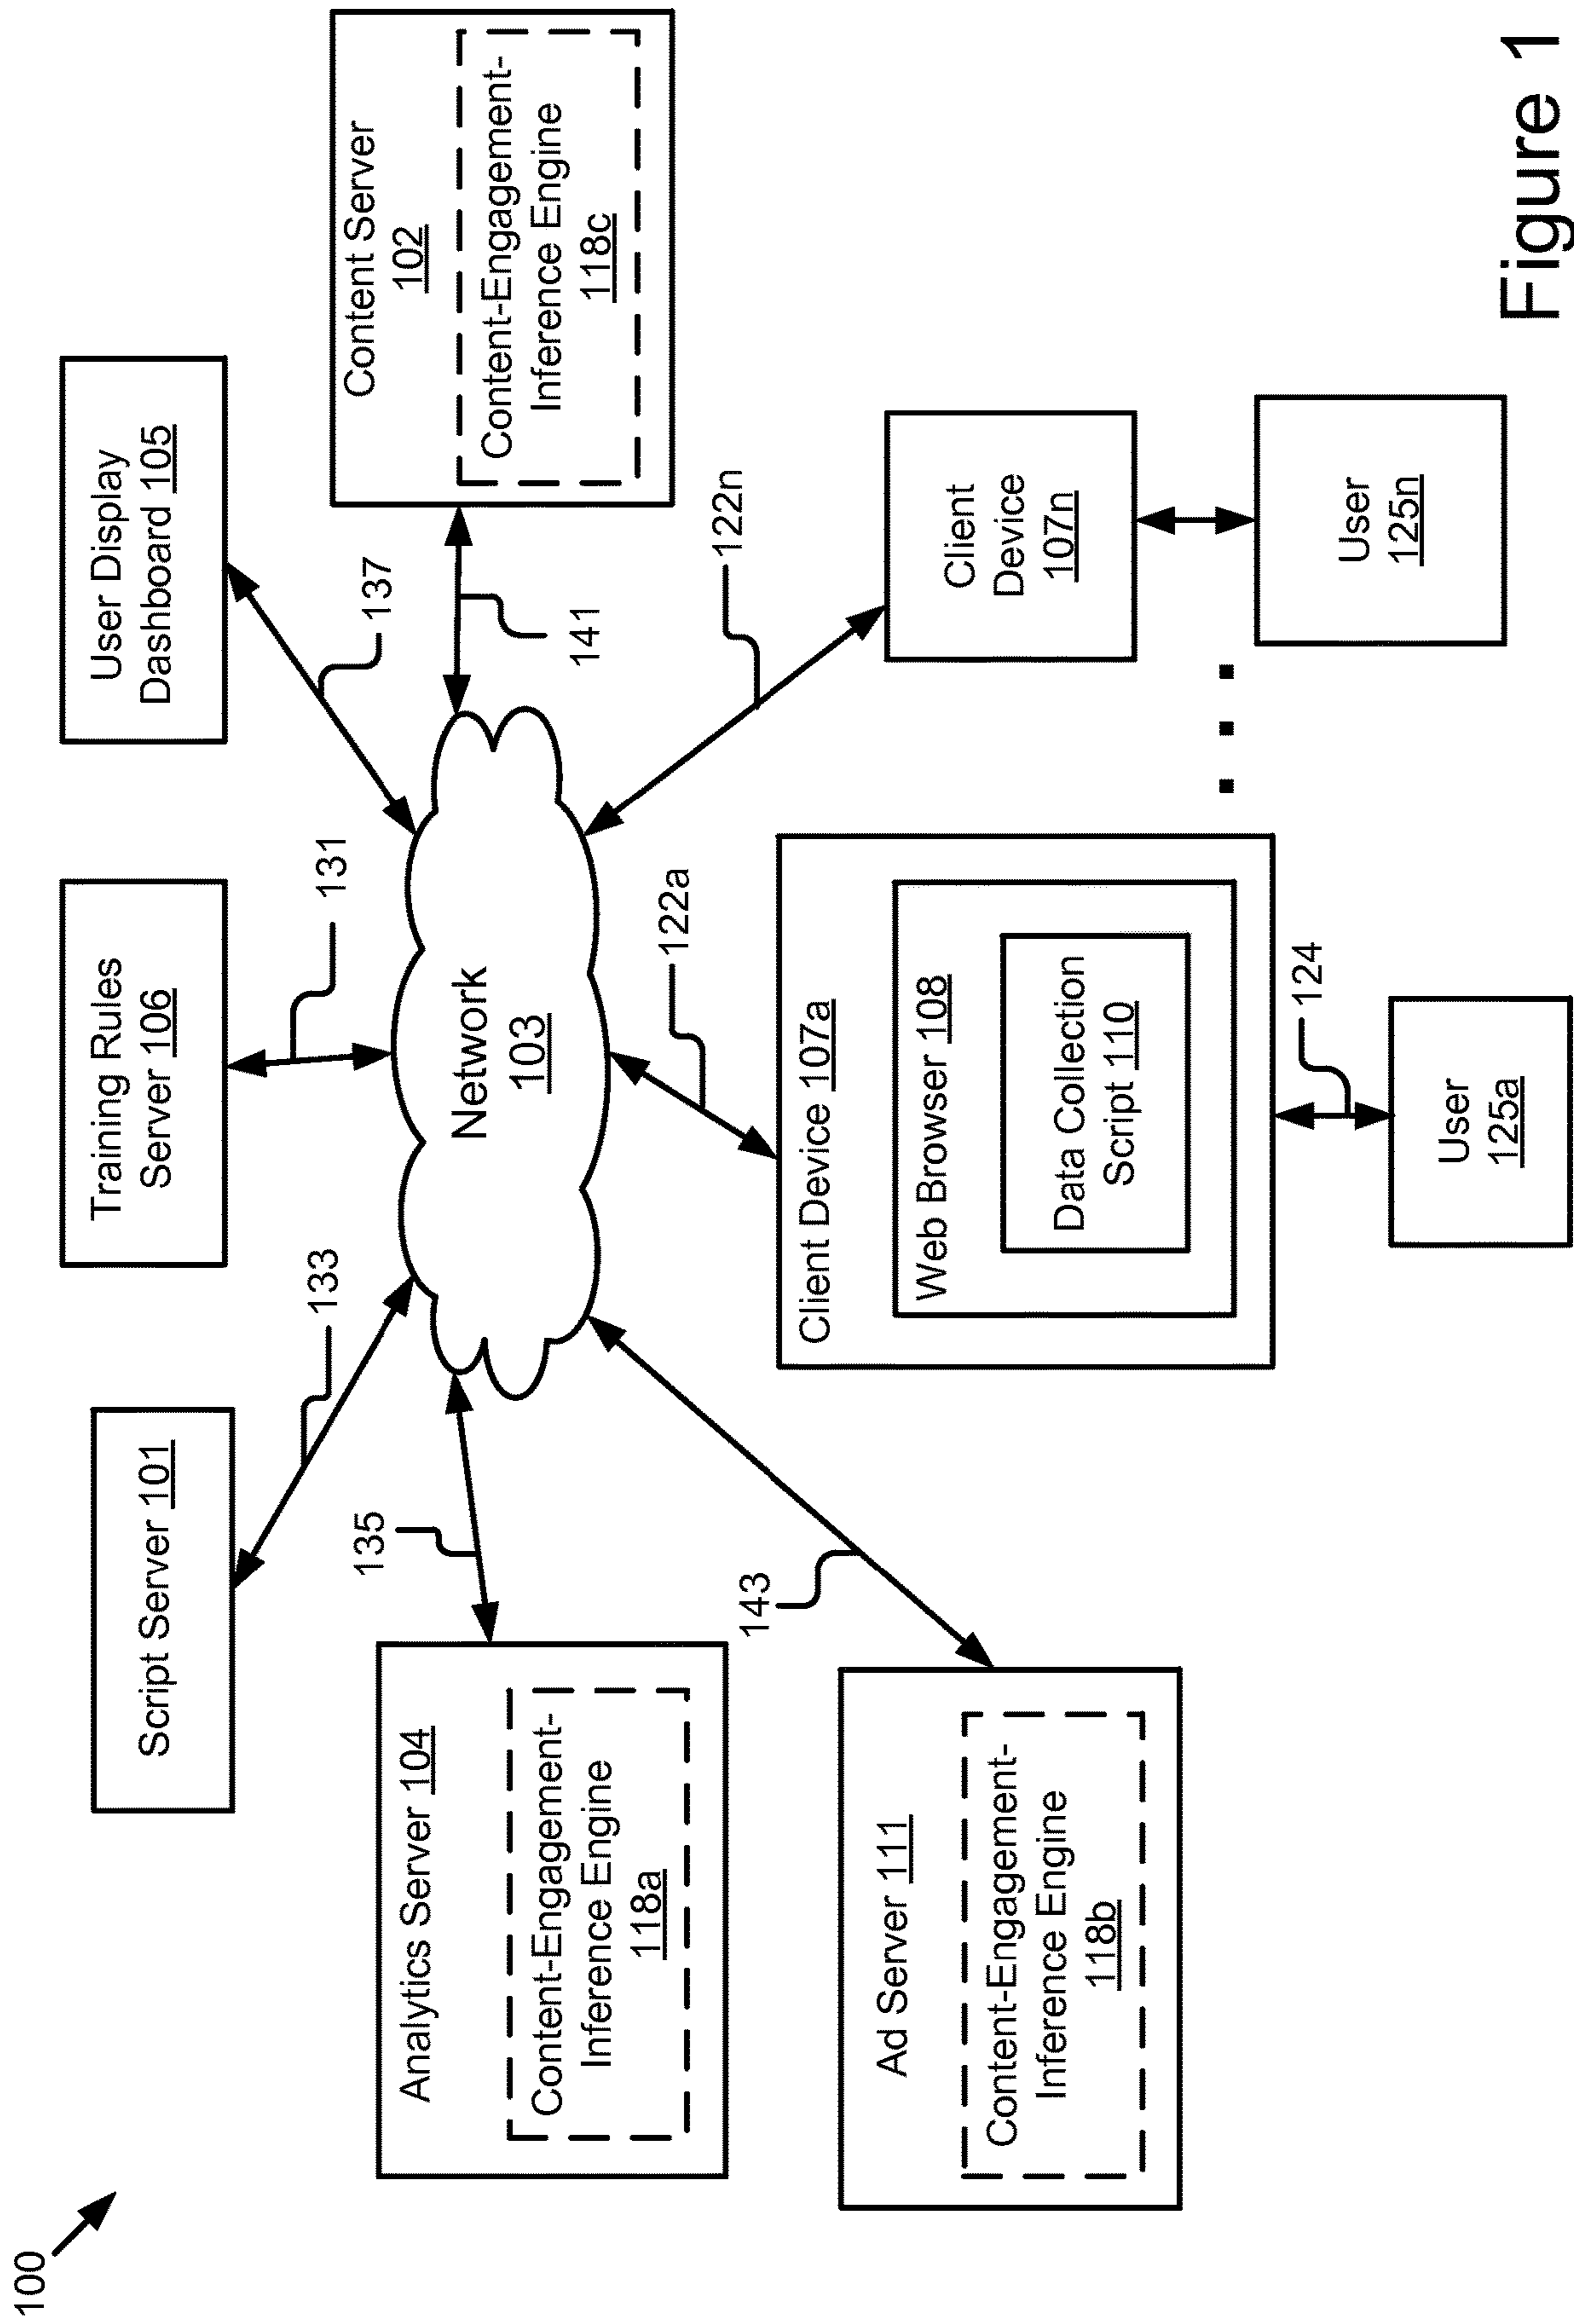 100
Script Server 101
Training Rules
Server 106
User Display
Dashboard 105
133
131
137
135
141
Analytics Server 104
Content-Engagement-
Inference Engine
118a
Network
103
Content Server
102
Content-Engagement-
Inference Engine
118c
143
122a
122n
Ad Server 111
Content-Engagement-
Inference Engine
118b
Client Device 107a
Web Browser 108
Data Collection
Script 110
Client
Device
107n
124
User
125a
. . .
User
125n
Figure 1